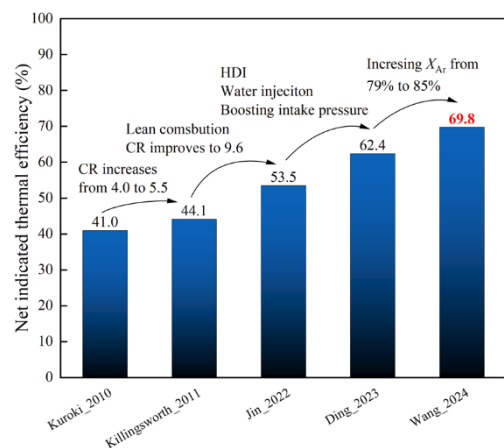 Net indicated thermal efficiency (%)
100
90
80
70
60
50
40
30
20
10
0
CR increases
from 4.0 to 5.5
Lean comsbution
CR improves to 9.6
HDI
Water injeciton
Boosting intake pressure
Incresing X_Ar from
79% to 85%
41.0
44.1
53.5
62.4
69.8
Kuroki_2010
Killingsworth_2011
Jin_2022
Ding_2023
Wang_2024